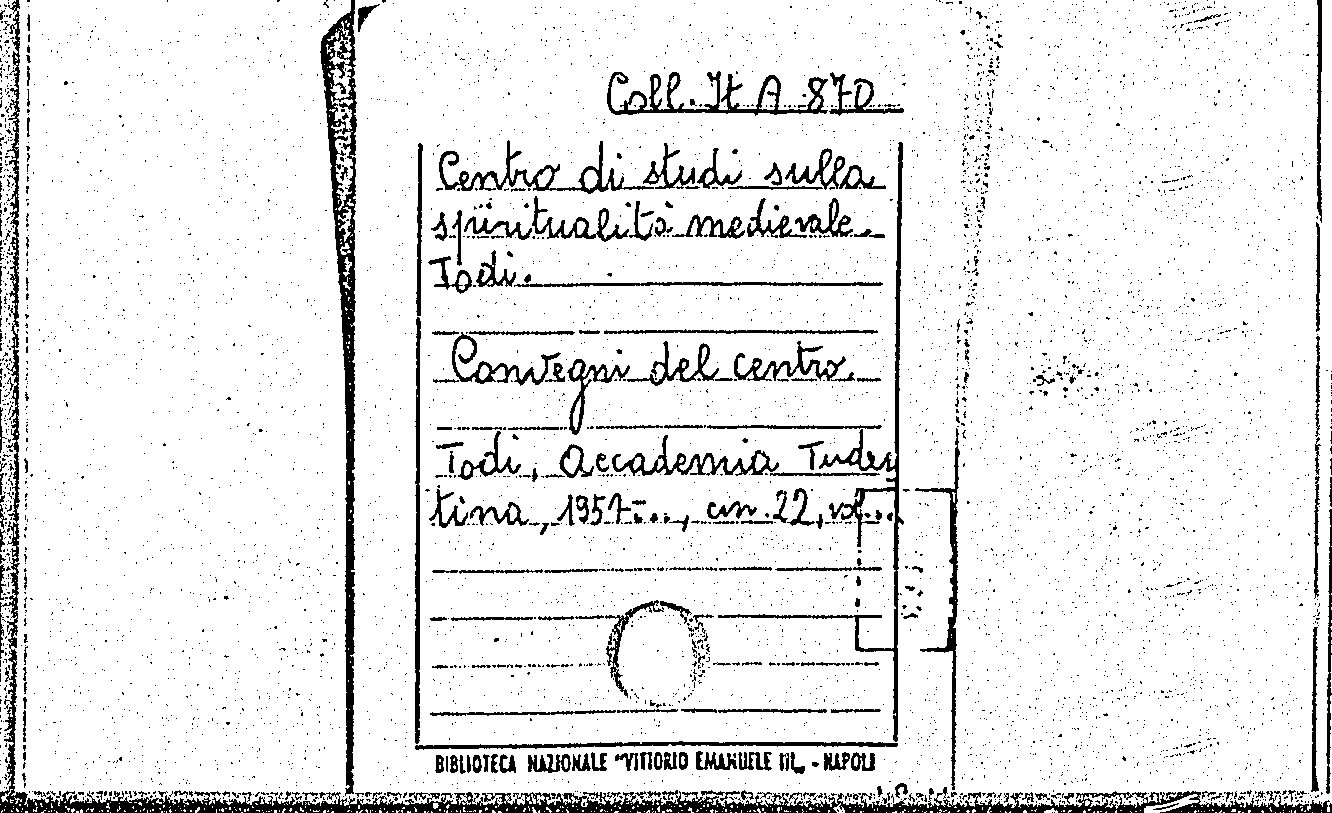 Coll. It A 870
Centro di studi sulla
spiritualità medievale.
Todi.
Convegni del centro.
Todi, Accademia Tuder
tina, 1957-..., cm. 22, vol...
BIBLIOTECA NAZIONALE "VITTORIO EMANUELE III„ - NAPOLI